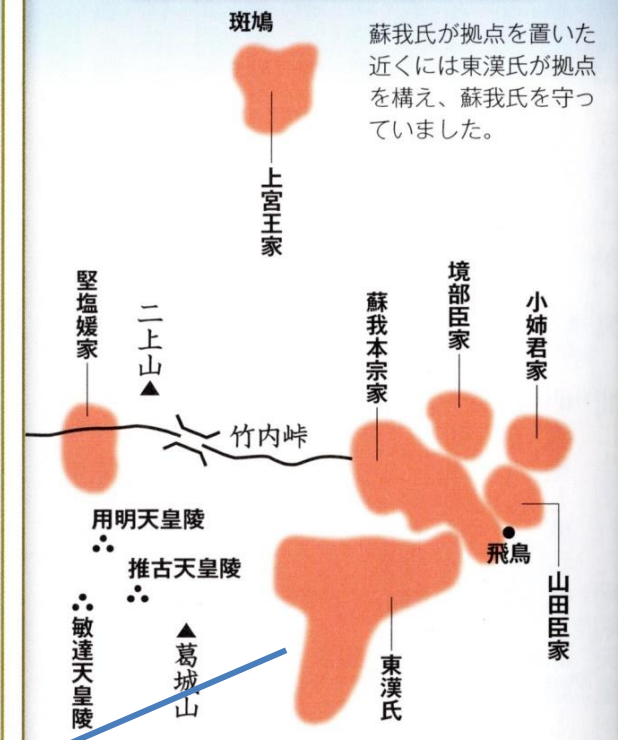 斑鳩
蘇我氏が拠点を置いた
近くには東漢氏が拠点
を構え、蘇我氏を守っ
ていました。
上宮王家
堅塩媛家
二上山
竹内峠
蘇我本宗家
境部臣家
小姉君家
用明天皇陵
推古天皇陵
敏達天皇陵
葛城山
東漢氏
飛鳥
山田臣家